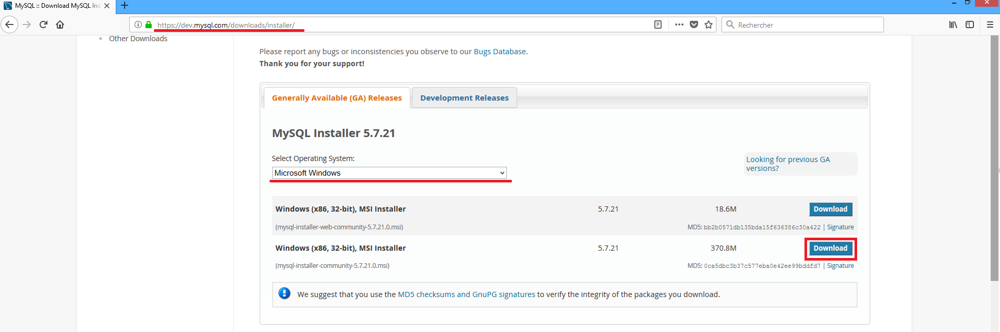 MySQL :: Download MySQL Ins
https://dev.mysql.com/downloads/installer/
Rechercher
Other Downloads
Please report any bugs or inconsistencies you observe to our Bugs Database.
Thank you for your support!
Generally Available (GA) Releases
Development Releases
MySQL Installer 5.7.21
Select Operating System:
Microsoft Windows
Looking for previous GA
versions?
Windows (x86, 32-bit), MSI Installer 5.7.21 18.6M Download
(mysql-installer-web-community-5.7.21.0.msi) MD5: bb2b0571db135bda15f636386c30a422 | Signature
Windows (x86, 32-bit), MSI Installer 5.7.21 370.8M Download
(mysql-installer-community-5.7.21.0.msi) MD5: 0ca5dbc3b37c577eba0e42ee99bddfd7 | Signature
We suggest that you use the MD5 checksums and GnuPG signatures to verify the integrity of the packages you download.